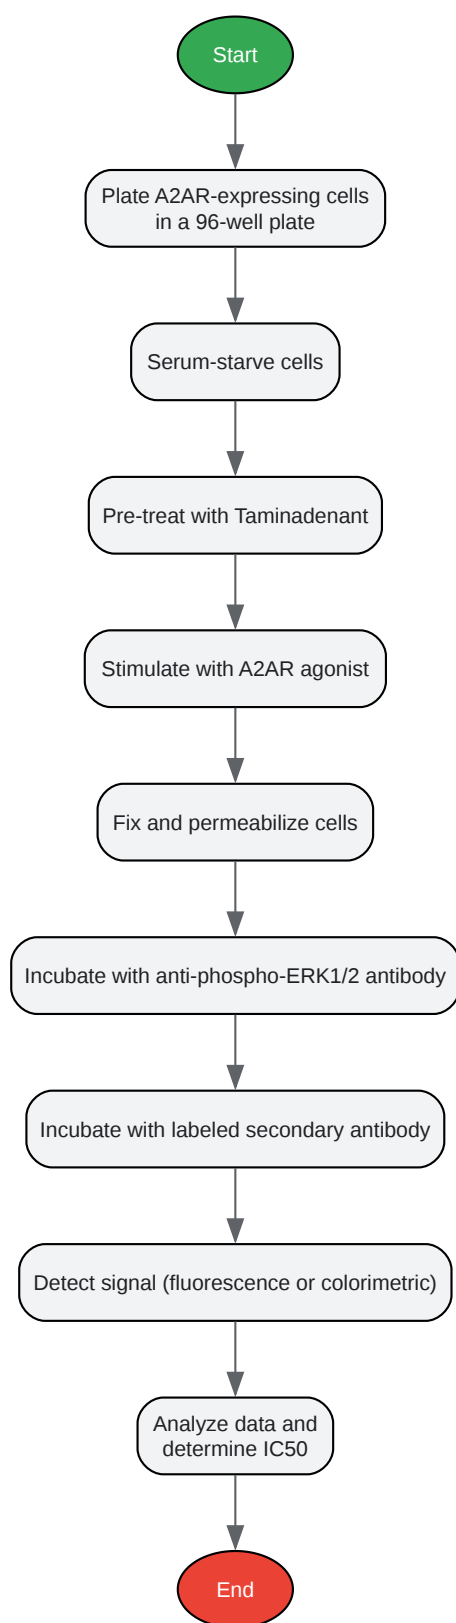 Start
Plate A2AR-expressing cells
in a 96-well plate
Serum-starve cells
Pre-treat with Taminadenant
Stimulate with A2AR agonist
Fix and permeabilize cells
Incubate with anti-phospho-ERK1/2 antibody
Incubate with labeled secondary antibody
Detect signal (fluorescence or colorimetric)
Analyze data and
determine IC50
End